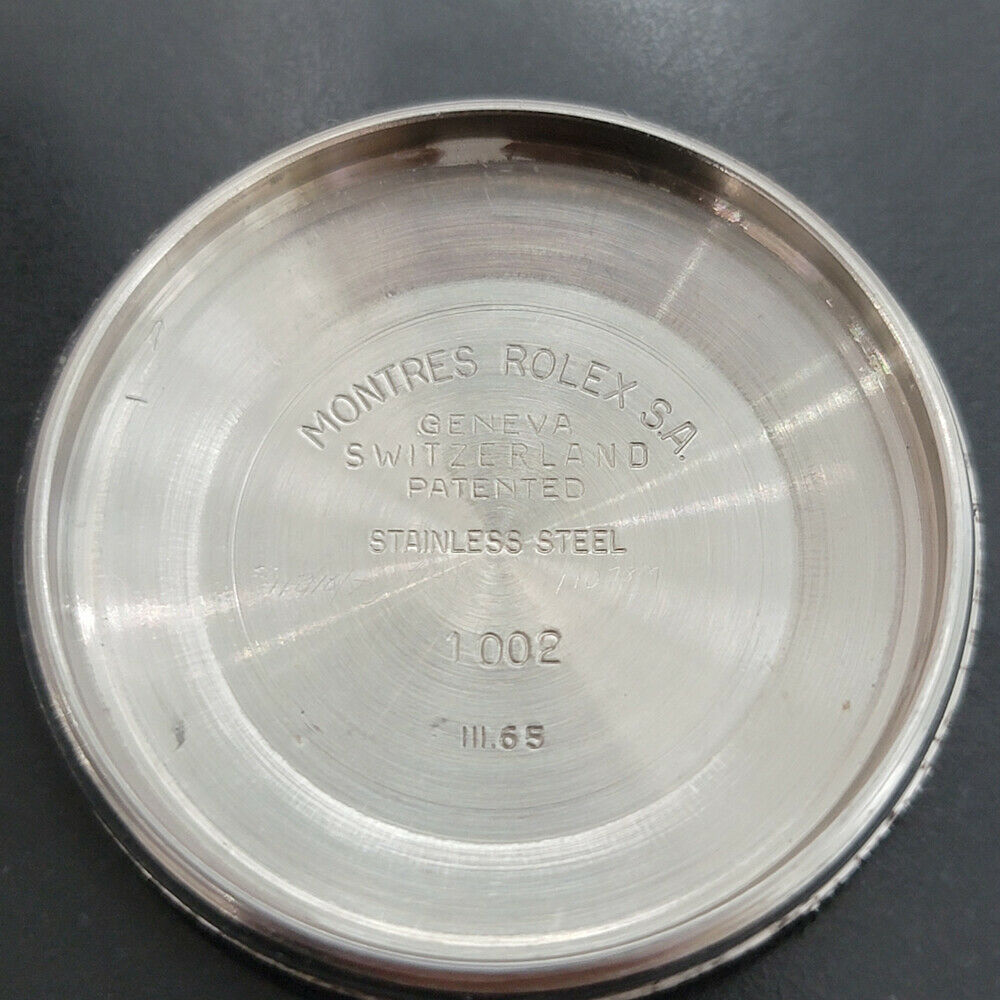 MONTRES ROLEX S.A.
GENEVA
SWITZERLAND
PATENTED
STAINLESS STEEL
1002
III.65